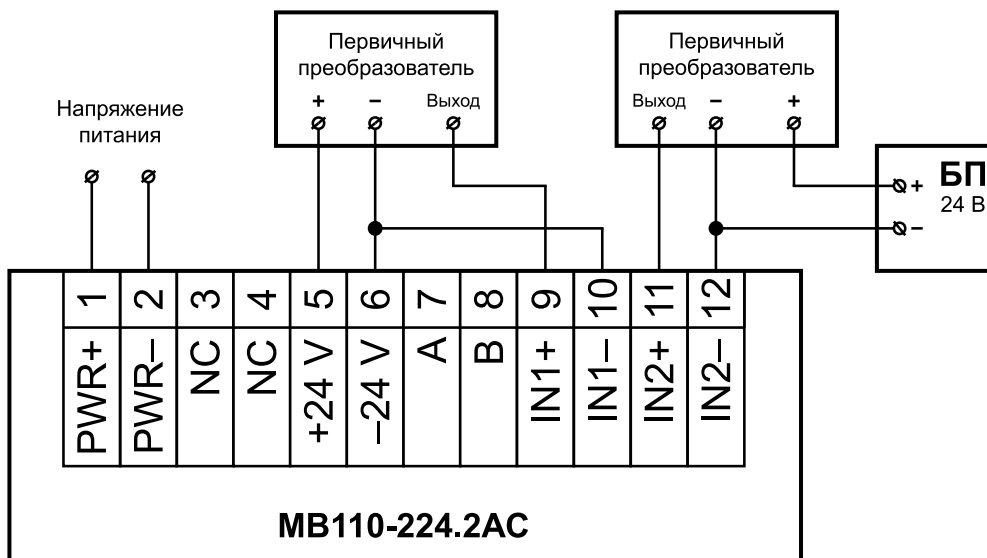 Первичный
преобразователь
+ − Выход
Первичный
преобразователь
Выход − +
Напряжение
питания
БП
+
24 В
−
1 2 3 4 5 6 7 8 9 10 11 12
PWR+
PWR−
NC
NC
+24 V
−24 V
A
B
IN1+
IN1−
IN2+
IN2−
МВ110-224.2АС